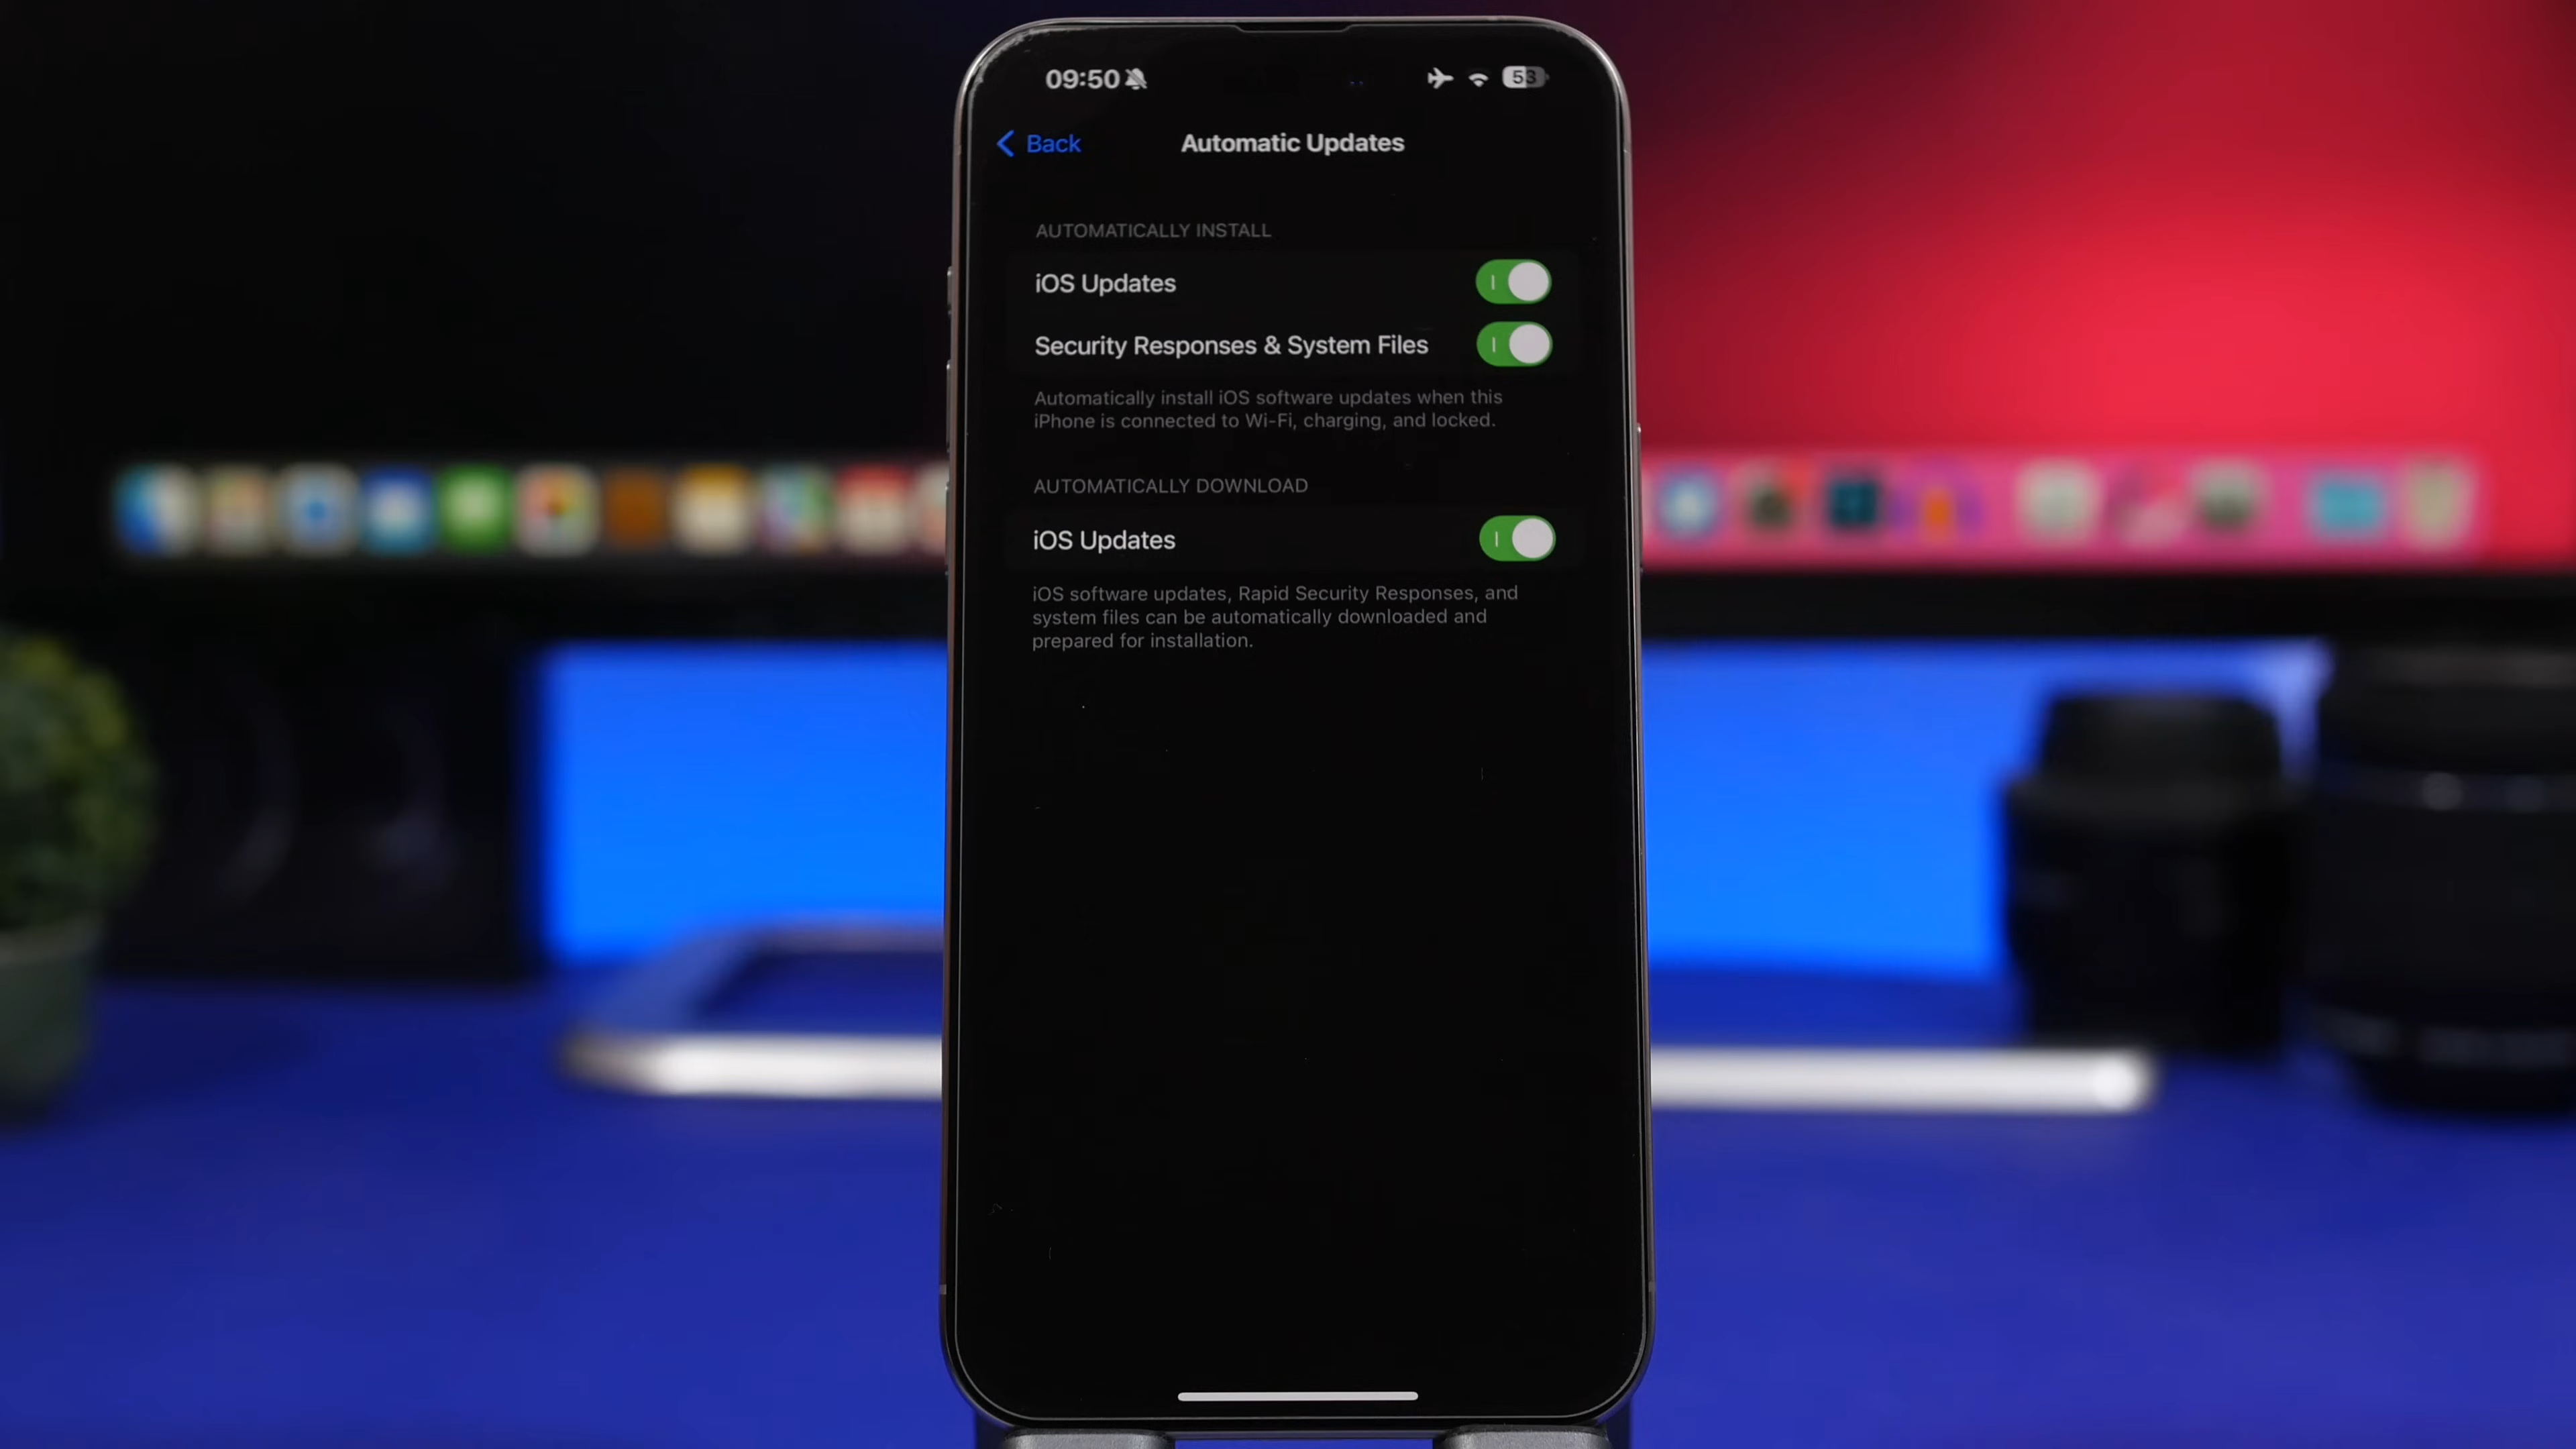 09:50
53
Back
Automatic Updates
AUTOMATICALLY INSTALL
iOS Updates
Security Responses & System Files
Automatically install iOS software updates when this
iPhone is connected to Wi-Fi, charging, and locked.
AUTOMATICALLY DOWNLOAD
iOS Updates
iOS software updates, Rapid Security Responses, and
system files can be automatically downloaded and
prepared for installation.